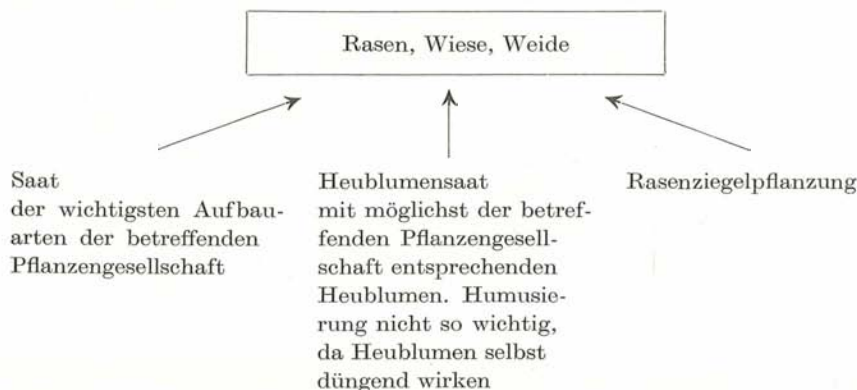 Rasen, Wiese, Weide
Saat
der wichtigsten Aufbau-
arten der betreffenden
Pflanzengesellschaft
Heublumensaat
mit möglichst der betref-
fenden Pflanzengesell-
schaft entsprechenden
Heublumen. Humusie-
rung nicht so wichtig,
da Heublumen selbst
düngend wirken
Rasenziegelpflanzung